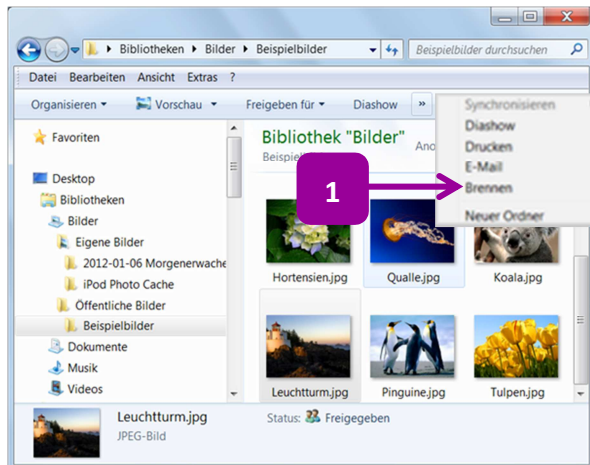 Bibliotheken Bilder Beispielbilder
Beispielbilder durchsuchen
Datei Bearbeiten Ansicht Extras ?
Organisieren Vorschau Freigeben für Diashow »
Synchronisieren
Diashow
Drucken
E-Mail
Brennen
Neuer Ordner
Favoriten
Desktop
Bibliotheken
Bilder
Eigene Bilder
2012-01-06 Morgenerwache
iPod Photo Cache
Öffentliche Bilder
Beispielbilder
Dokumente
Musik
Videos
Bibliothek "Bilder"
1
Hortensien.jpg Qualle.jpg Koala.jpg
Leuchtturm.jpg Pinguine.jpg Tulpen.jpg
Leuchtturm.jpg Status: Freigegeben
JPEG-Bild